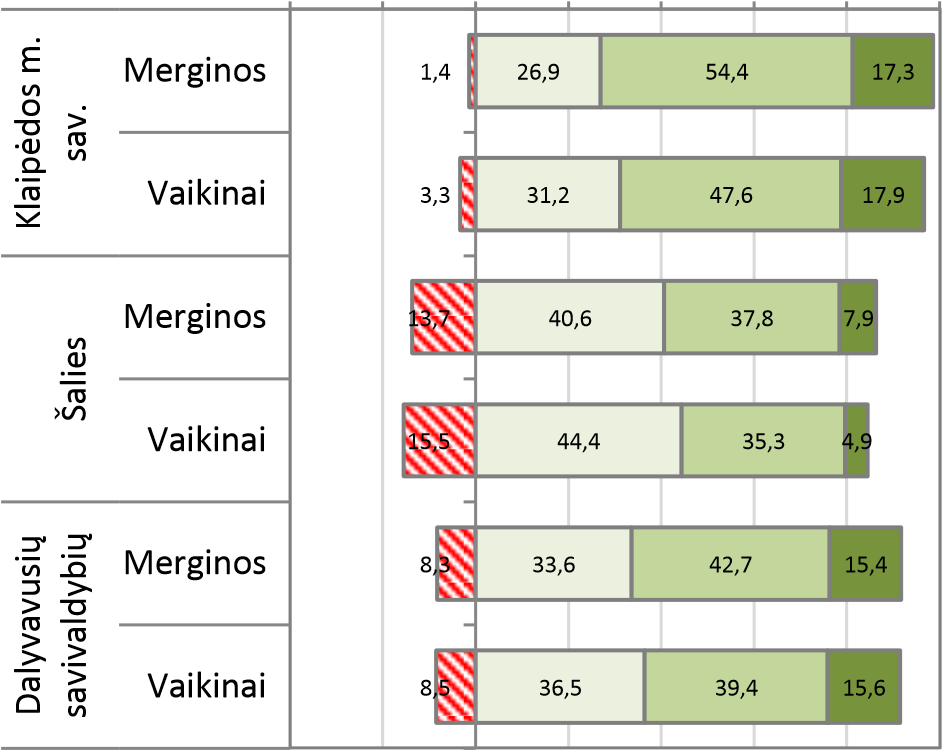 Klaipėdos m.
sav.
Merginos
1,4
26,9
54,4
17,3
Vaikinai
3,3
31,2
47,6
17,9
Šalies
Merginos
13,7
40,6
37,8
7,9
Vaikinai
15,5
44,4
35,3
4,9
Dalyvavusių
savivaldybių
Merginos
8,3
33,6
42,7
15,4
Vaikinai
8,5
36,5
39,4
15,6